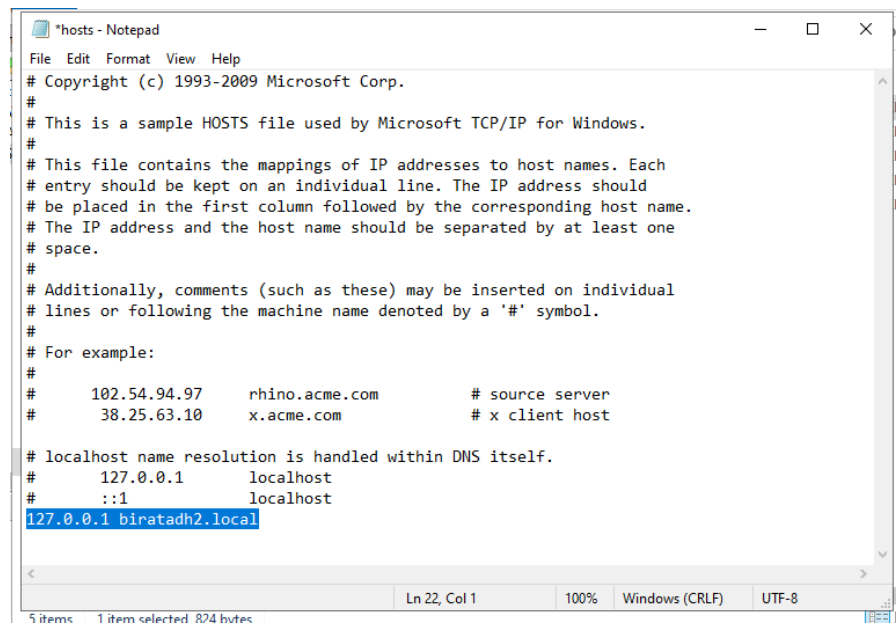 *hosts - Notepad
File Edit Format View Help
# Copyright (c) 1993-2009 Microsoft Corp.
#
# This is a sample HOSTS file used by Microsoft TCP/IP for Windows.
#
# This file contains the mappings of IP addresses to host names. Each
# entry should be kept on an individual line. The IP address should
# be placed in the first column followed by the corresponding host name.
# The IP address and the host name should be separated by at least one
# space.
#
# Additionally, comments (such as these) may be inserted on individual
# lines or following the machine name denoted by a '#' symbol.
#
# For example:
#
#      102.54.94.97     rhino.acme.com          # source server
#       38.25.63.10     x.acme.com              # x client host

# localhost name resolution is handled within DNS itself.
#       127.0.0.1       localhost
#       ::1             localhost
127.0.0.1 biratadh2.local
Ln 22, Col 1 100% Windows (CRLF) UTF-8
5 items 1 item selected 824 bytes